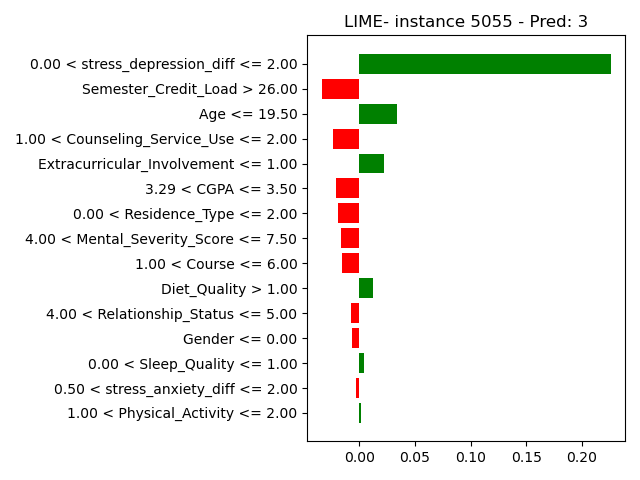 LIME- instance 5055 - Pred: 3
0.00 < stress_depression_diff <= 2.00
Semester_Credit_Load > 26.00
Age <= 19.50
1.00 < Counseling_Service_Use <= 2.00
Extracurricular_Involvement <= 1.00
3.29 < CGPA <= 3.50
0.00 < Residence_Type <= 2.00
4.00 < Mental_Severity_Score <= 7.50
1.00 < Course <= 6.00
Diet_Quality > 1.00
4.00 < Relationship_Status <= 5.00
Gender <= 0.00
0.00 < Sleep_Quality <= 1.00
0.50 < stress_anxiety_diff <= 2.00
1.00 < Physical_Activity <= 2.00
0.00 0.05 0.10 0.15 0.20